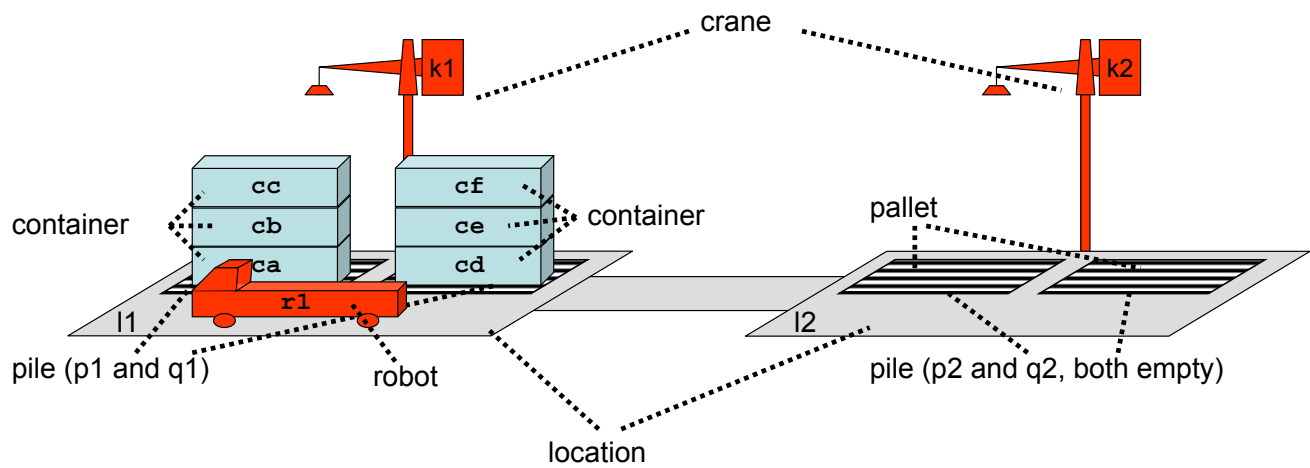 crane
k1
k2
cc
cf
container
cb
ce
container
pallet
ca
cd
r1
l1
l2
pile (p1 and q1)
robot
pile (p2 and q2, both empty)
location